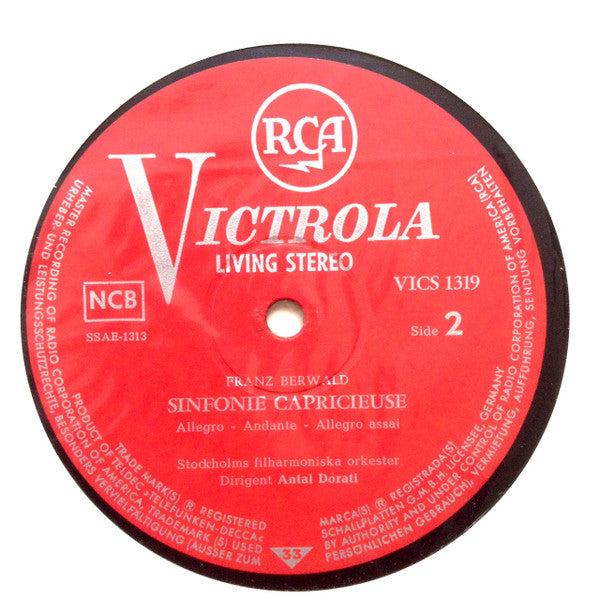 RCA
VICTROLA
LIVING STEREO
NCB
SSAE-1313
VICS 1319
Side 2
FRANZ BERWALD
SINFONIE CAPRICIEUSE
Allegro - Andante - Allegro assai
Stockholms filharmoniska orkester
Dirigent Antal Dorati
33
TRADE MARK(S) ® REGISTERED
PRODUCT OF TELDEC »TELEFUNKEN-DECCA«
MARCA(S) ® REGISTRADA(S)
SCHALLPLATTEN G.M.B.H. LICENSEE, GERMANY
MASTER RECORDING OF RADIO CORPORATION OF AMERICA, TRADEMARK (S) USED
BY AUTHORITY AND UNDER CONTROL OF RADIO CORPORATION OF AMERICA (RCA)
URHEBER- UND LEISTUNGSSCHUTZRECHTE, BESONDERS VERVIELFÄLTIGUNG (AUSSER ZUM
PERSÖNLICHEN GEBRAUCH), VERMIETUNG, AUFFÜHRUNG, SENDUNG VORBEHALTEN